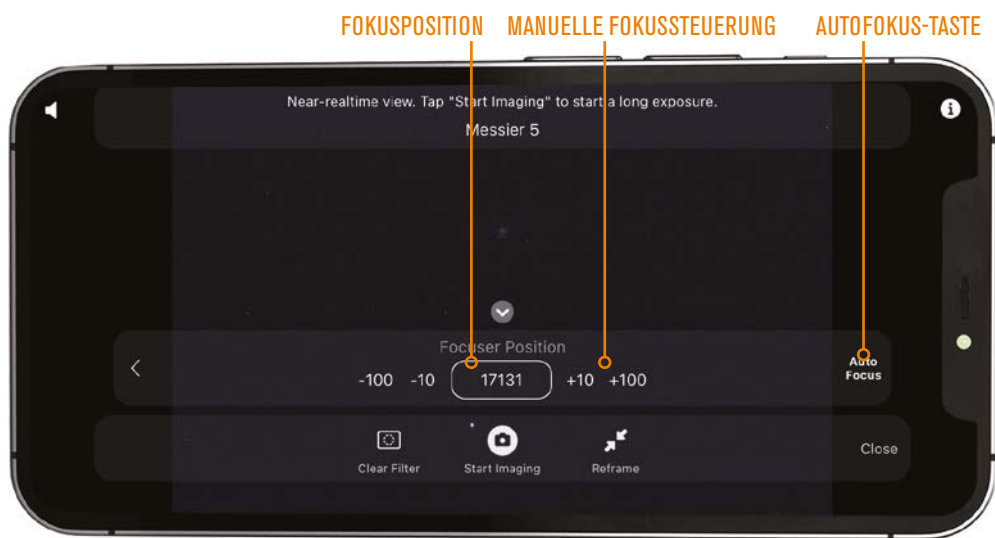 FOKUSPOSITION MANUELLE FOKUSSTEUERUNG AUTOFOKUS-TASTE
Near-realtime view. Tap "Start Imaging" to start a long exposure.
Messier 5
Focuser Position
-100 -10 17131 +10 +100
Auto
Focus
Clear Filter Start Imaging Reframe
Close